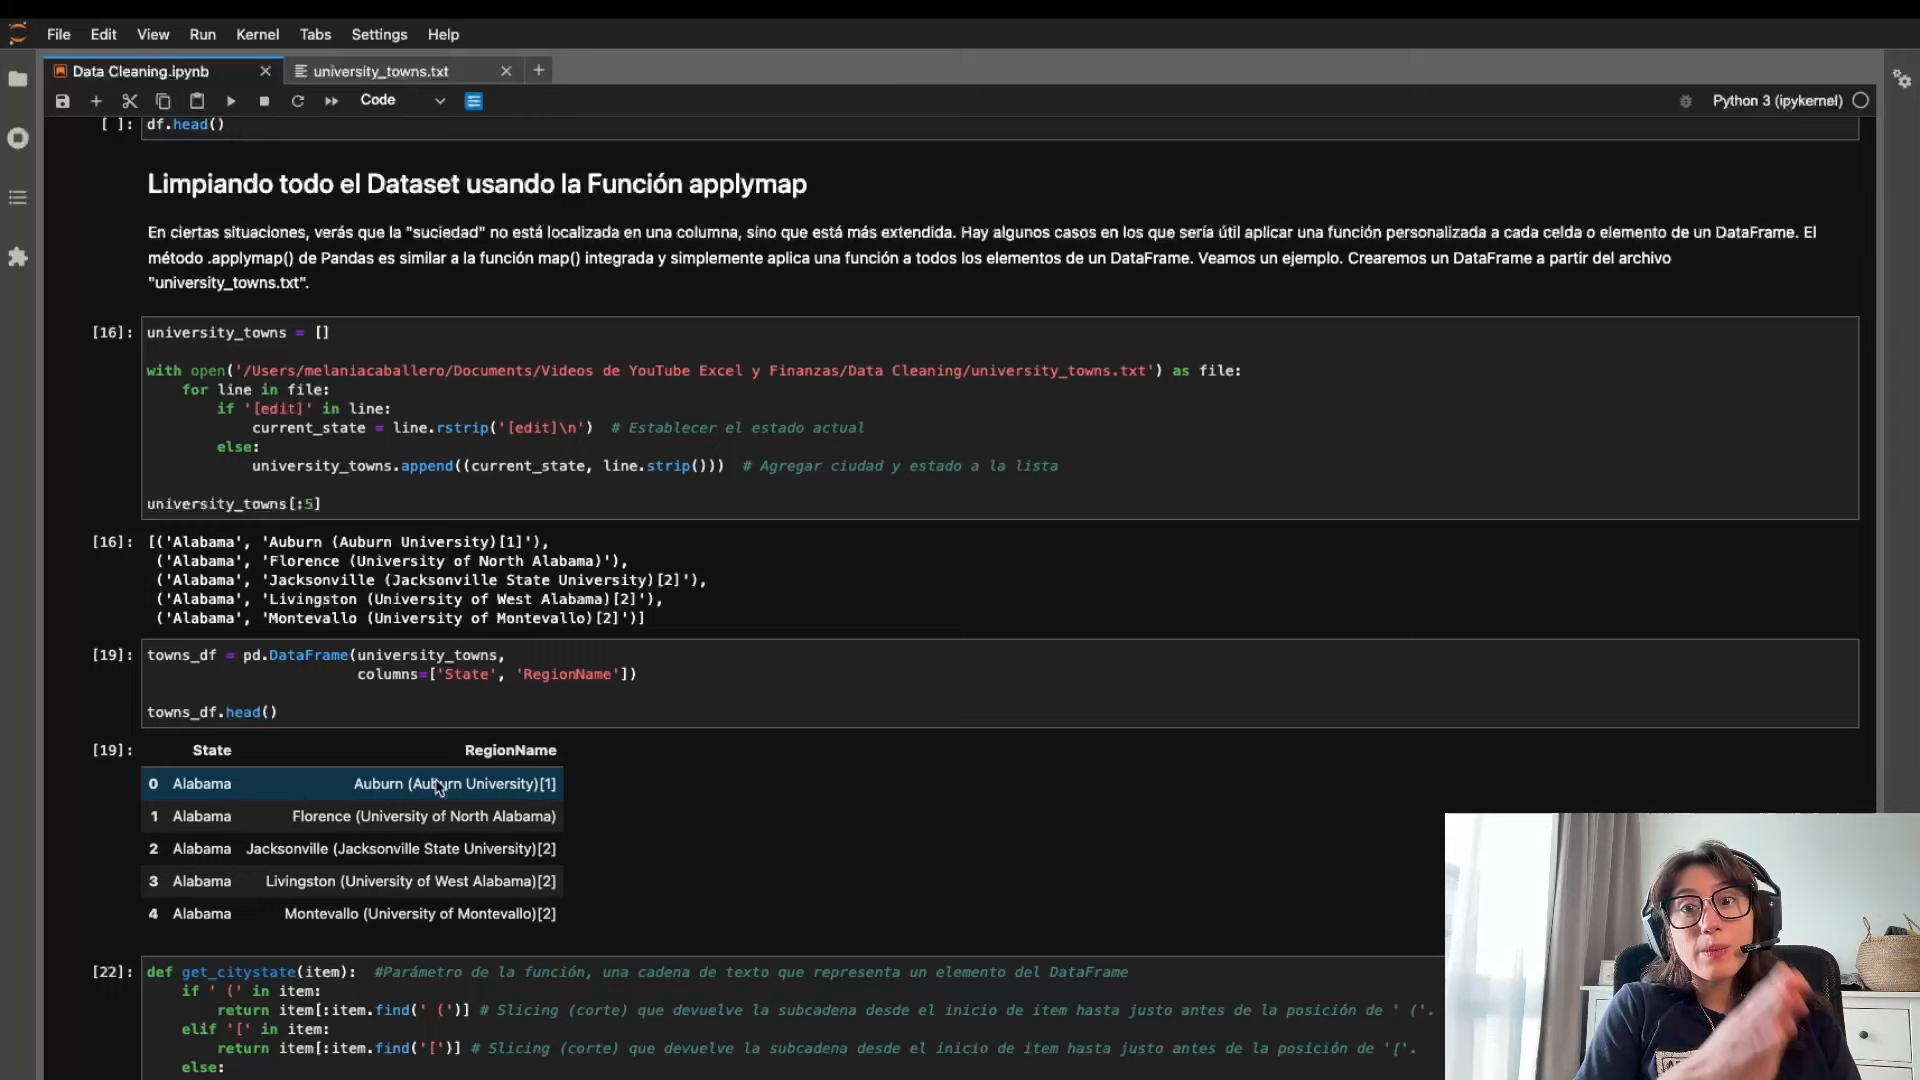 File Edit View Run Kernel Tabs Settings Help
Data Cleaning.ipynb university_towns.txt
Code Python 3 (ipykernel)
[ ]: df.head()
Limpiando todo el Dataset usando la Función applymap
En ciertas situaciones, verás que la "suciedad" no está localizada en una columna, sino que está más extendida. Hay algunos casos en los que sería útil aplicar una función personalizada a cada celda o elemento de un DataFrame. El
método .applymap() de Pandas es similar a la función map() integrada y simplemente aplica una función a todos los elementos de un DataFrame. Veamos un ejemplo. Crearemos un DataFrame a partir del archivo
"university_towns.txt".
[16]: university_towns = []
with open('/Users/melaniacaballero/Documents/Videos de YouTube Excel y Finanzas/Data Cleaning/university_towns.txt') as file:
for line in file:
if '[edit]' in line:
current_state = line.rstrip('[edit]\n') # Establecer el estado actual
else:
university_towns.append((current_state, line.strip())) # Agregar ciudad y estado a la lista
university_towns[:5]
[16]: [('Alabama', 'Auburn (Auburn University)[1]'),
('Alabama', 'Florence (University of North Alabama)'),
('Alabama', 'Jacksonville (Jacksonville State University)[2]'),
('Alabama', 'Livingston (University of West Alabama)[2]'),
('Alabama', 'Montevallo (University of Montevallo)[2]')]
[19]: towns_df = pd.DataFrame(university_towns,
columns=['State', 'RegionName'])
towns_df.head()
[19]: State RegionName
0 Alabama Auburn (Auburn University)[1]
1 Alabama Florence (University of North Alabama)
2 Alabama Jacksonville (Jacksonville State University)[2]
3 Alabama Livingston (University of West Alabama)[2]
4 Alabama Montevallo (University of Montevallo)[2]
[22]: def get_citystate(item): #Parámetro de la función, una cadena de texto que representa un elemento del DataFrame
if ' (' in item:
return item[:item.find(' (')] # Slicing (corte) que devuelve la subcadena desde el inicio de item hasta justo antes de la posición de ' ('.
elif '[' in item:
return item[:item.find('[')] # Slicing (corte) que devuelve la subcadena desde el inicio de item hasta justo antes de la posición de '['.
else: